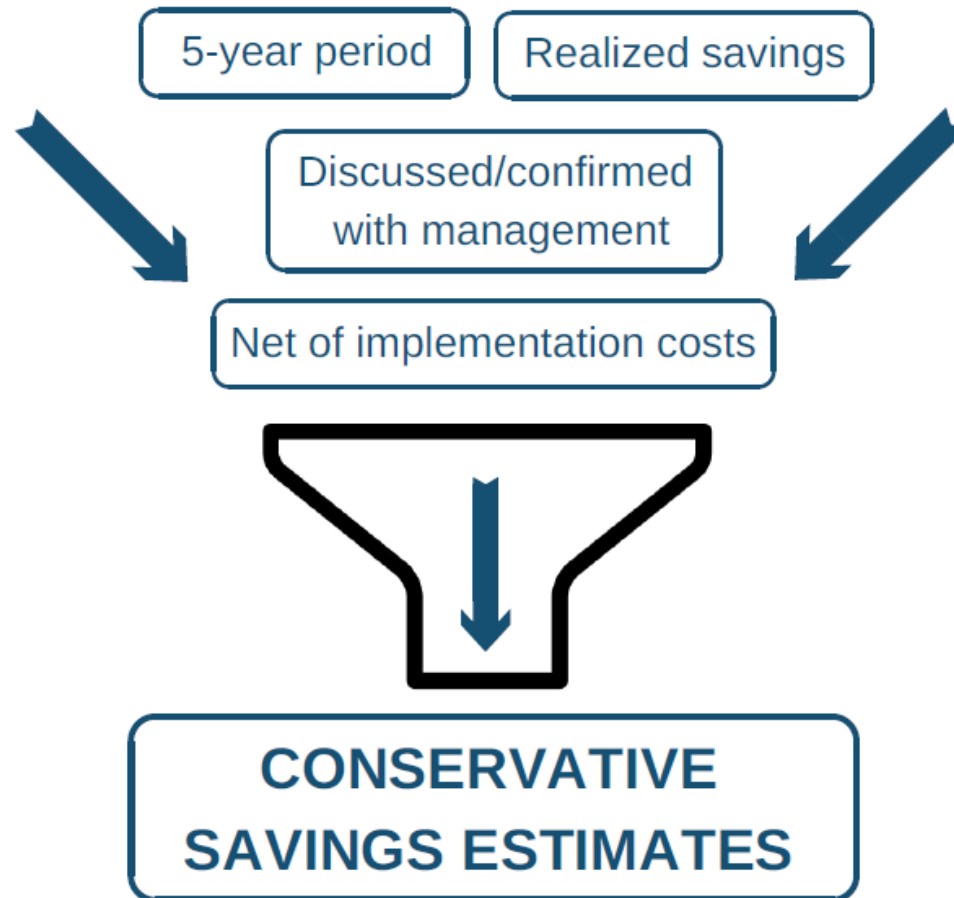 5-year period
Realized savings
Discussed/confirmed
with management
Net of implementation costs
CONSERVATIVE
SAVINGS ESTIMATES